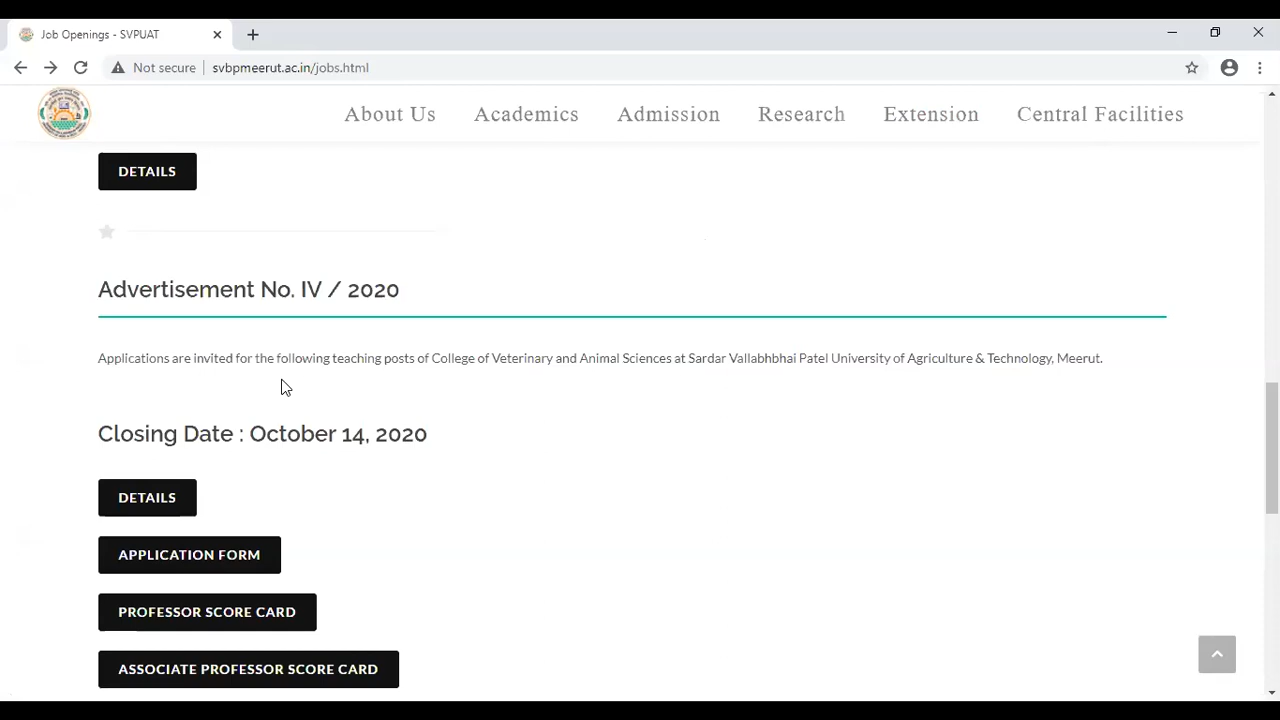 Job Openings - SVPUAT
Not secure
svbpmeerut.ac.in/jobs.html
About Us Academics Admission Research Extension Central Facilities
DETAILS
Advertisement No. IV / 2020
Applications are invited for the following teaching posts of College of Veterinary and Animal Sciences at Sardar Vallabhbhai Patel University of Agriculture & Technology, Meerut.
Closing Date : October 14, 2020
DETAILS
APPLICATION FORM
PROFESSOR SCORE CARD
ASSOCIATE PROFESSOR SCORE CARD